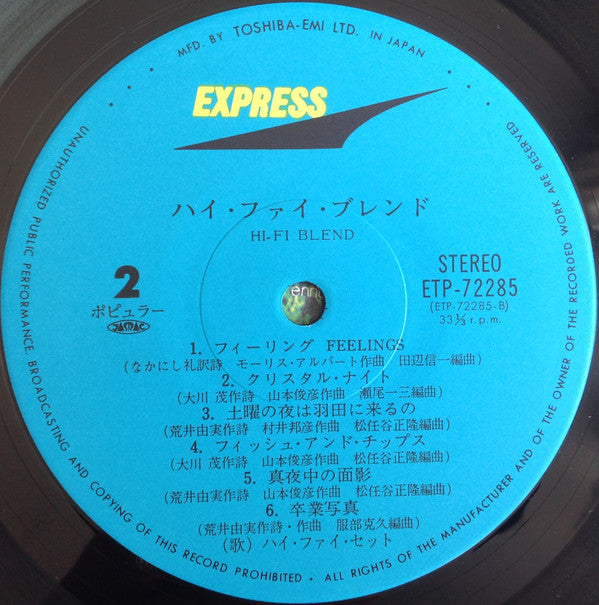 MFD. BY TOSHIBA-EMI LTD. IN JAPAN
EXPRESS
ハイ・ファイ・ブレンド
HI-FI BLEND
2
ポピュラー
JASRAC
STEREO
ETP-72285
(ETP-72285-B)
33⅓ r.p.m.
1. フィーリング FEELINGS
(なかにし礼訳詩 モーリス・アルバート作曲 田辺信一編曲)
2. クリスタル・ナイト
(大川 茂作詩 山本俊彦作曲 瀬尾一三編曲)
3. 土曜の夜は羽田に来るの
(荒井由実作詩 村井邦彦作曲 松任谷正隆編曲)
4. フィッシュ・アンド・チップス
(大川 茂作詩 山本俊彦作曲 松任谷正隆編曲)
5. 真夜中の面影
(荒井由実作詩 山本俊彦作曲 松任谷正隆編曲)
6. 卒業写真
(荒井由実作詩・作曲 服部克久編曲)
(歌) ハイ・ファイ・セット
UNAUTHORIZED PUBLIC PERFORMANCE, BROADCASTING AND COPYING OF THIS RECORD PROHIBITED • ALL RIGHTS OF THE MANUFACTURER AND OF THE OWNER OF THE RECORDED WORK ARE RESERVED